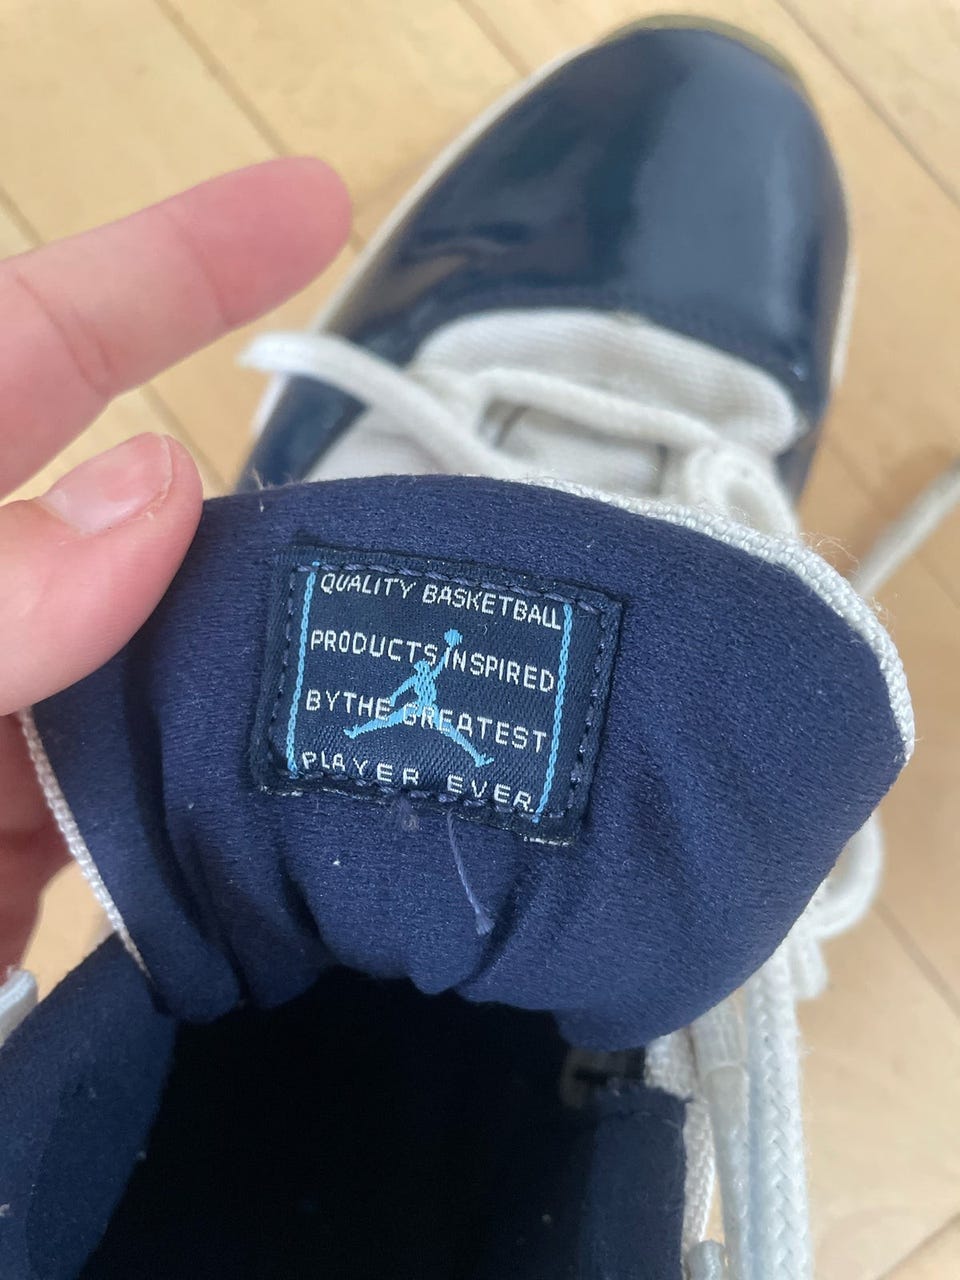 QUALITY BASKETBALL
PRODUCTS INSPIRED
BY THE GREATEST
PLAYER EVER.